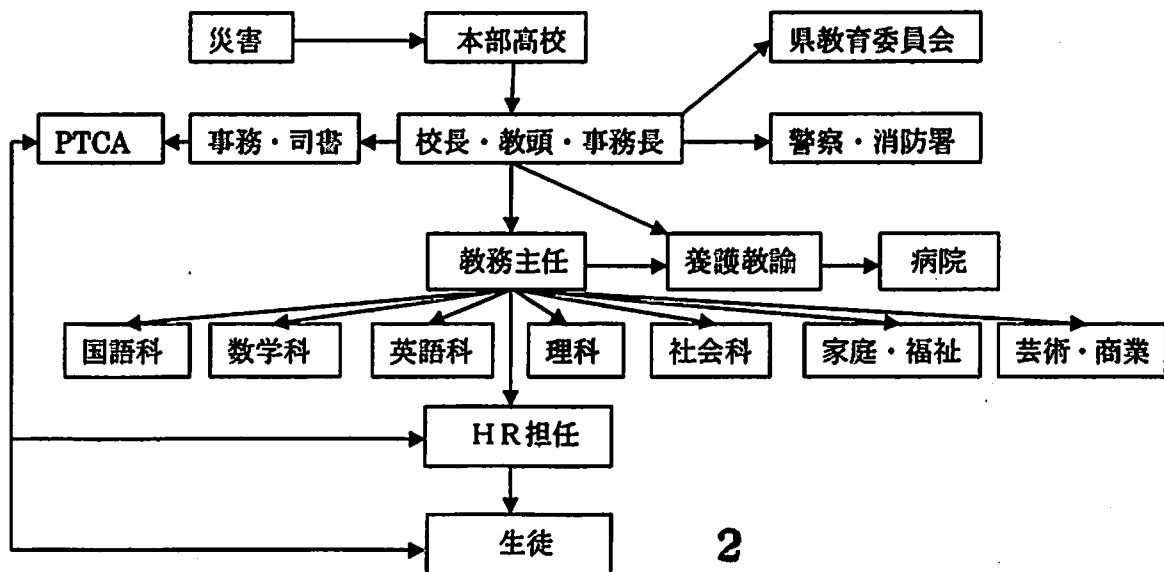 災害
本部高校
県教育委員会
PTCA
事務・司書
校長・教頭・事務長
警察・消防署
教務主任
養護教諭
病院
国語科
数学科
英語科
理科
社会科
家庭・福祉
芸術・商業
HR担任
生徒
2